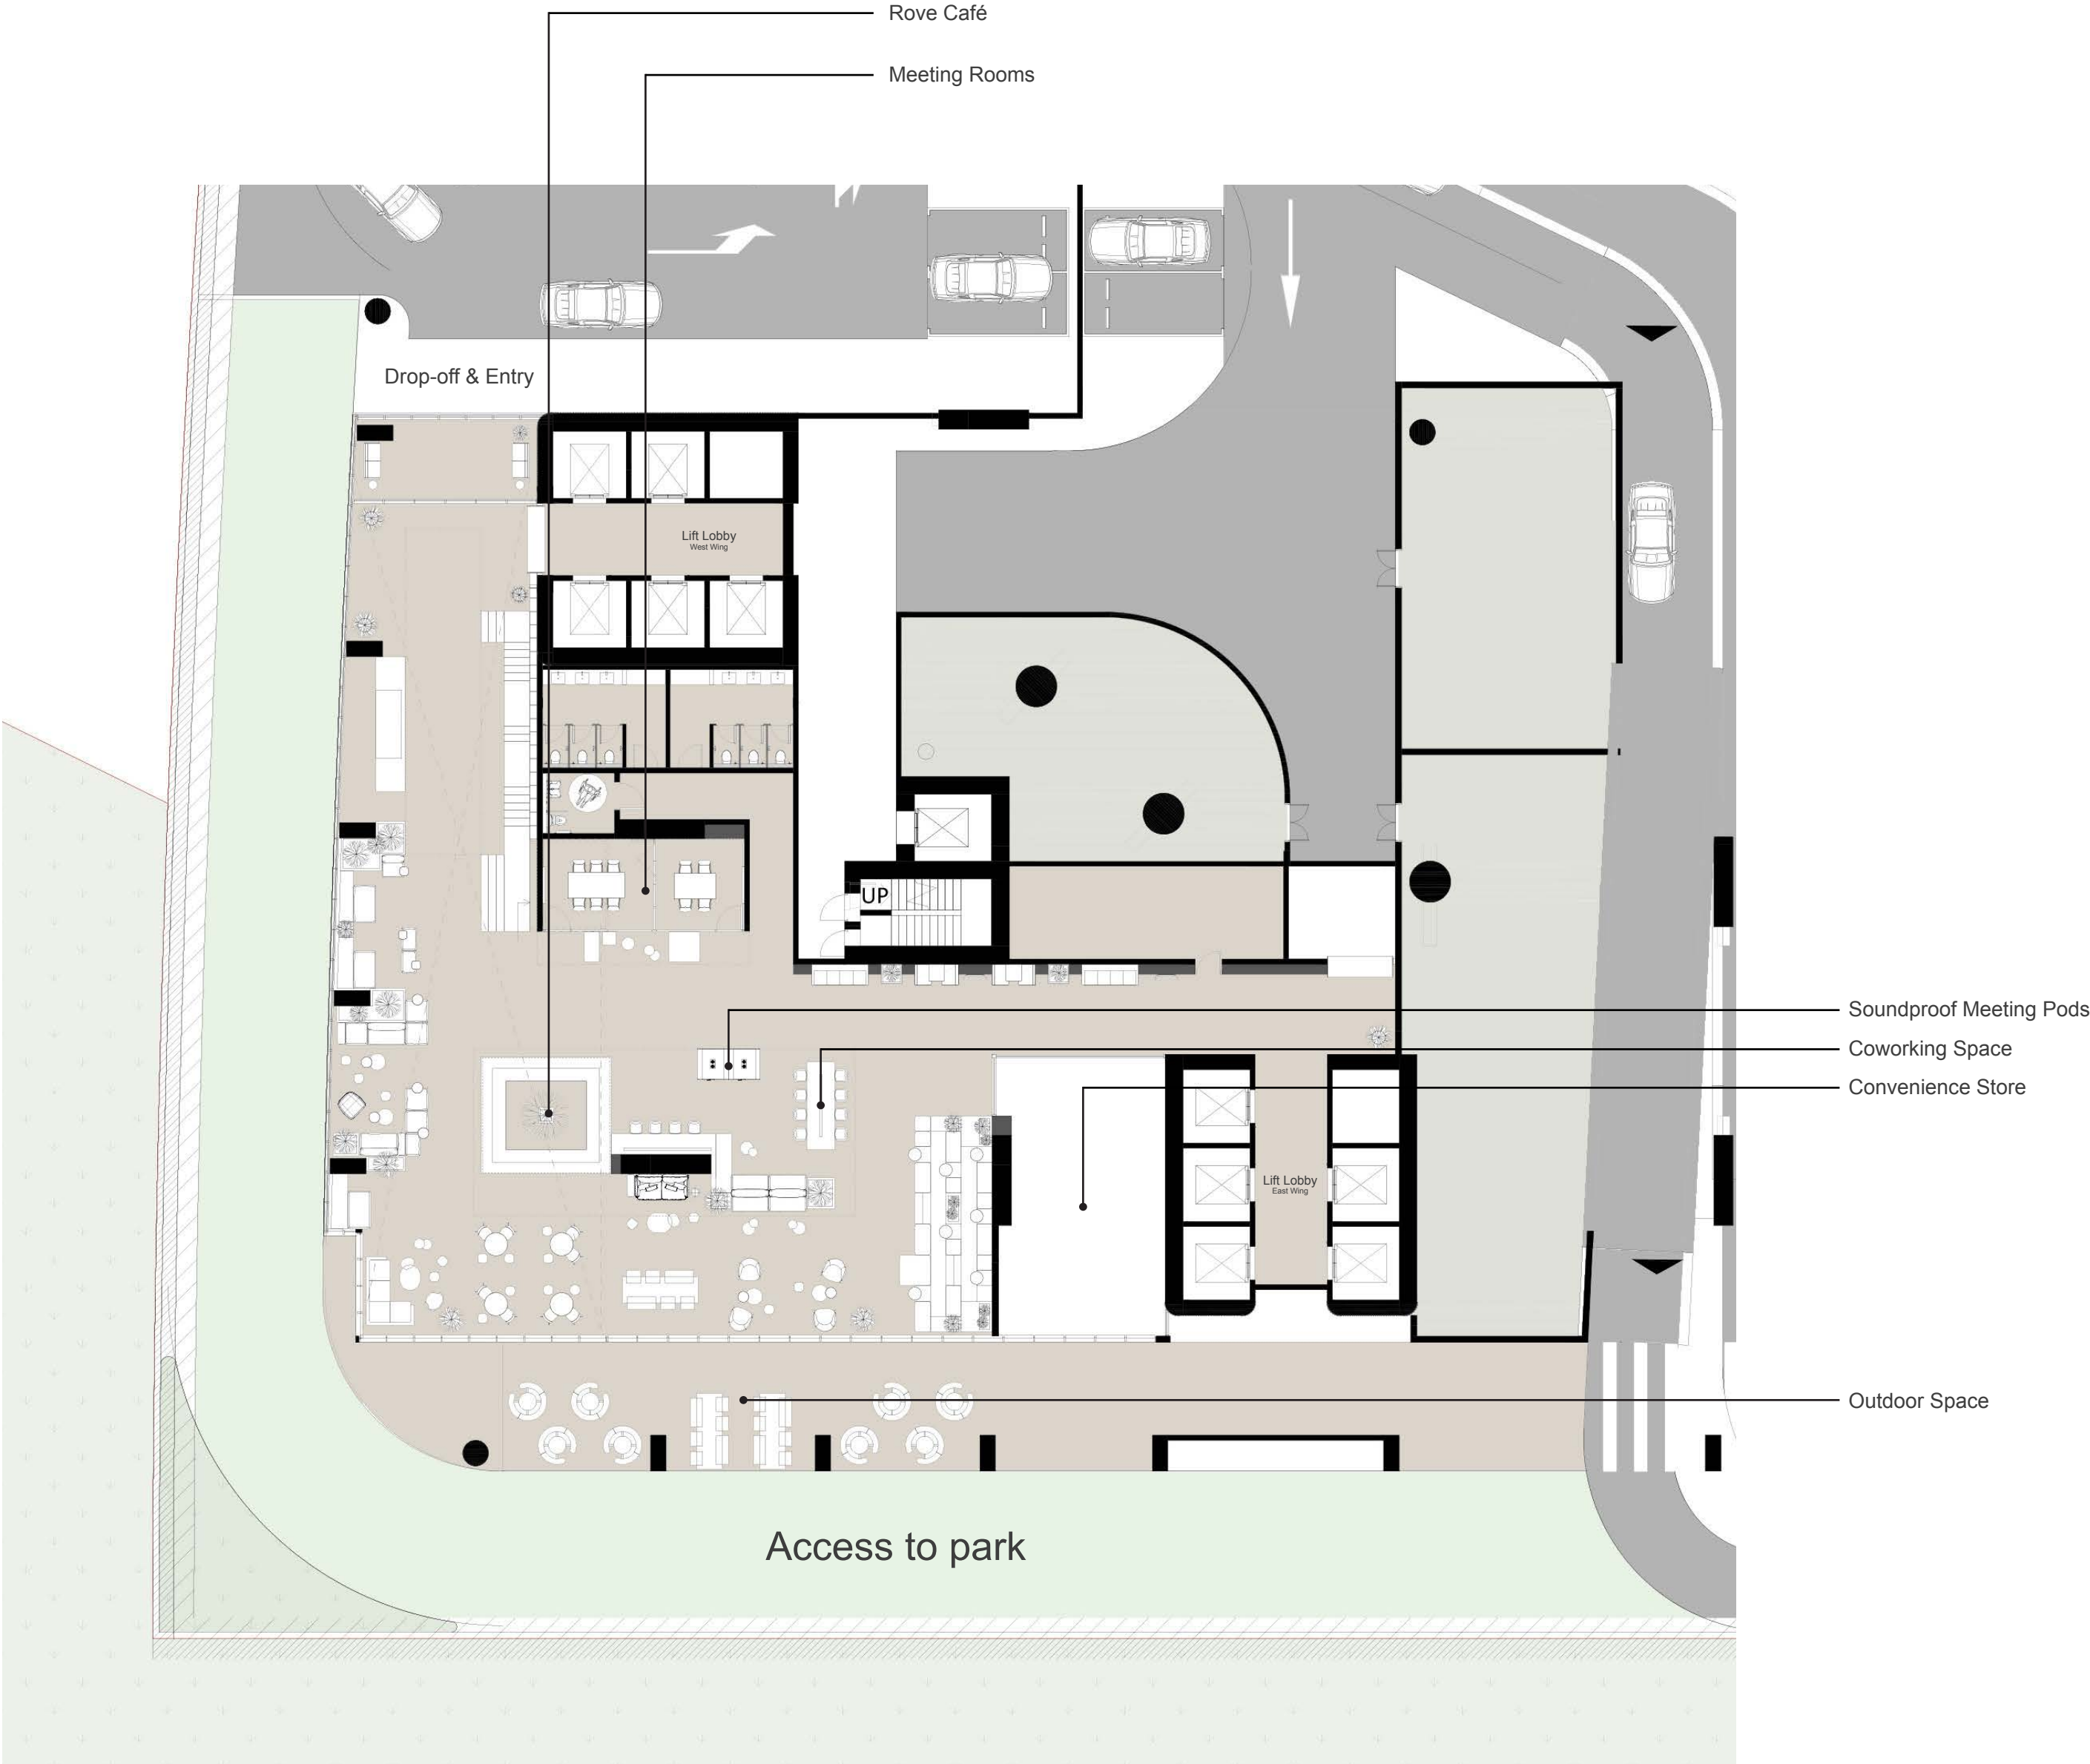 Rove Café
Meeting Rooms
Drop-off & Entry
Lift Lobby
West Wing
UP
Soundproof Meeting Pods
Coworking Space
Convenience Store
Lift Lobby
East Wing
Outdoor Space
Access to park